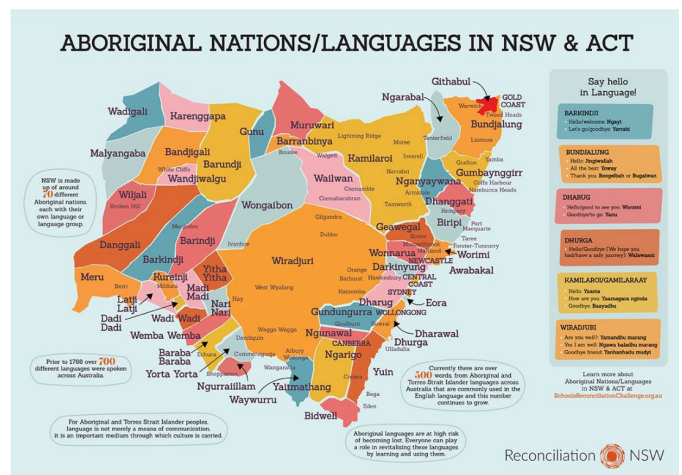 ABORIGINAL NATIONS/LANGUAGES IN NSW & ACT
Githabul
Ngarabal
GOLD
COAST
Warwick
Tweed Heads
Bundjalung
Lismore
Wadigali
Karenggapa
Gunu
Muruwari
Barranbinya
Lightning Ridge
Moree
Tenterfield
Malyangaba
Bandjigali
Barundji
Bourke
Walgett
Kamilaroi
Inverell
Grafton
Yamba
White Cliffs
Wandjiwalgu
Wailwan
Narrabri
Nganyaywana
Gumbaynggirr
Coffs Harbour
Nambucca Heads
Armidale
Wiljali
Broken Hill
Wongaibon
Coonamble
Coonabarabran
Tamworth
Dhanggati
Kempsey
Gilgandra
Biripi
Port
Macquarie
Danggali
Menindee
Barindji
Ivanhoe
Dubbo
Geawegal
Scone
Taree
Forster-Tuncurry
Muswellbrook
Maitland
Worimi
Barkindji
Wiradjuri
Wonnarua
NEWCASTLE
Awabakal
Meru
Berri
Kureinji
Mildura
Yitha
Yitha
Orange
Bathurst
Darkinyung
Hawkesbury
CENTRAL
COAST
Latji
Latji
Madi
Madi
Hay
West Wyalong
Katoomba
SYDNEY
Dharug
Eora
Dadi
Dadi
Wadi
Wadi
Nari
Nari
Gundungurra
WOLLONGONG
Goulburn
Bowral
Dharawal
Wemba Wemba
Wagga Wagga
Deniliquin
Ngunawal
CANBERRA
Dhurga
Ulladulla
Baraba
Baraba
Echuca
Cummeragunja
Albury
Wodonga
Ngarigo
Yorta Yorta
Shepparton
Wangaratta
Cooma
Yuin
Ngurraiillam
Yaitmathang
Waywurru
Bega
Eden
Bidwell
NSW is made
up of around
70 different
Aboriginal nations,
each with their
own language or
language group.
Prior to 1788 over 700
different languages were spoken
across Australia.
For Aboriginal and Torres Strait Islander peoples,
language is not merely a means of communication.
It is an important medium through which culture is carried.
Currently there are over
500 words, from Aboriginal and
Torres Strait Islander languages across
Australia that are commonly used in the
English language and this number
continues to grow.
Aboriginal languages are at high risk
of becoming lost. Everyone can play
a role in revitalising these languages
by learning and using them.
Say hello
in Language!
BARKINDJI
Hello/welcome: Ngayi
Let's go/goodbye: Yarrabi
BUNDJALUNG
Hello: Jingiwallah
All the best: Yoway
Thank you: Boogelbah or Bugalwan
DHARUG
Hello/good to see you: Warami
Goodbye/to go: Yanu
DHURGA
Hello/Goodbye (We hope you
had/have a safe journey): Walawaani
KAMILAROI/GAMILARAAY
Hello: Yaama
How are you: Yaamagara nginda
Goodbye: Baayadhu
WIRADJURI
Are you well?: Yamandhu marang
Yes I am well: Ngawa baladhu marang
Goodbye friend: Yanhanhadu mudyi
Learn more about
Aboriginal Nations/Languages
in NSW & ACT at
SchoolsReconciliationChallenge.org.au
Reconciliation NSW